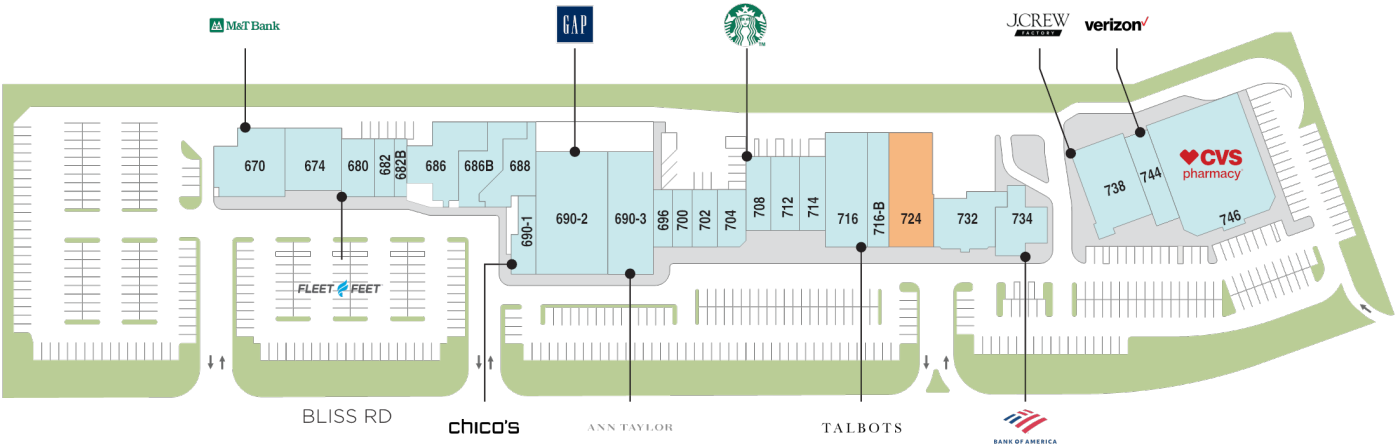 M&T Bank
GAP
TM
J.CREW
FACTORY
verizon✓
670
674
680
682
682B
686
686B
688
690-1
690-2
690-3
696
700
702
704
708
712
714
716
716-B
724
732
734
738
744
CVS
pharmacy
746
FLEET FEET
BLISS RD
chico's
ANN TAYLOR
TALBOTS
BANK OF AMERICA